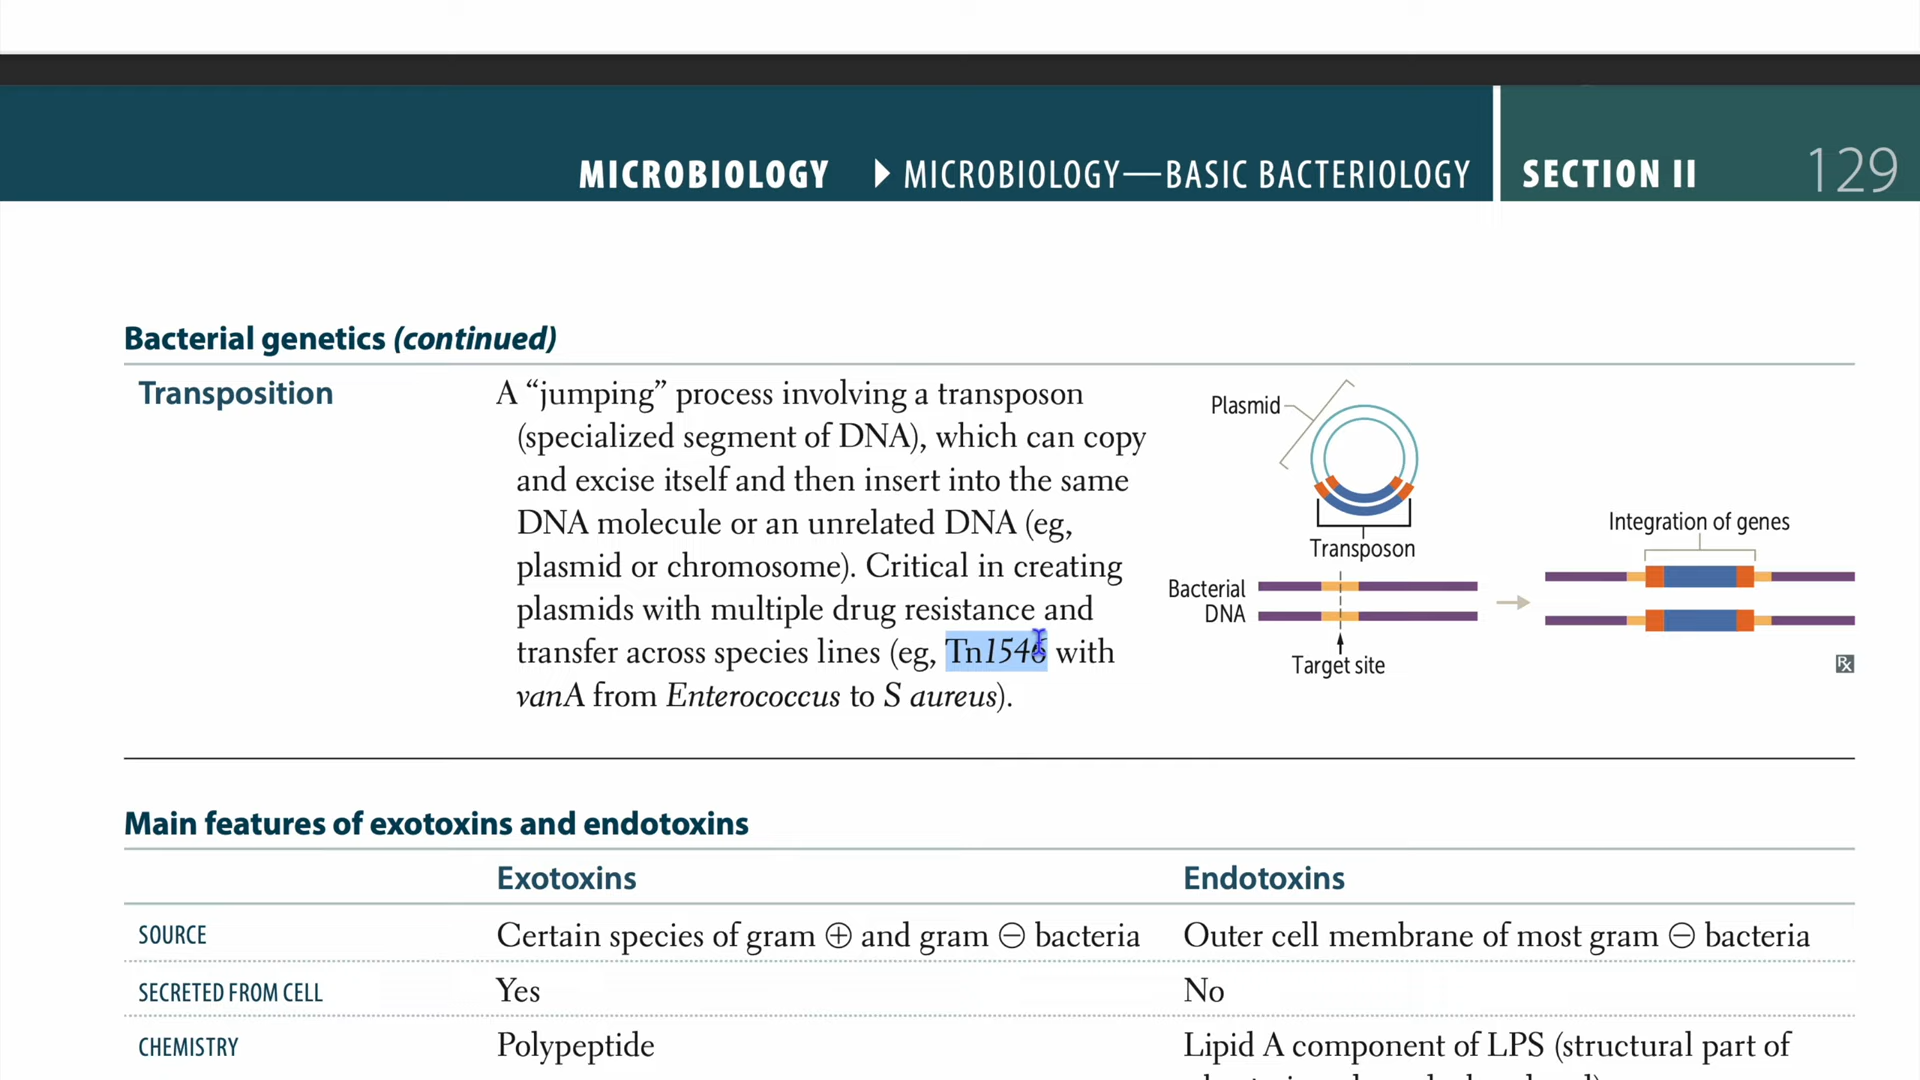 MICROBIOLOGY ▶ MICROBIOLOGY—BASIC BACTERIOLOGY SECTION II 129
Bacterial genetics (continued)
Transposition
A “jumping” process involving a transposon
(specialized segment of DNA), which can copy
and excise itself and then insert into the same
DNA molecule or an unrelated DNA (eg,
plasmid or chromosome). Critical in creating
plasmids with multiple drug resistance and
transfer across species lines (eg, Tn1546 with
vanA from Enterococcus to S aureus).
Plasmid
Transposon
Bacterial
DNA
Target site
Integration of genes
Rx
Main features of exotoxins and endotoxins
Exotoxins Endotoxins
SOURCE Certain species of gram ⊕ and gram ⊖ bacteria Outer cell membrane of most gram ⊖ bacteria
SECRETED FROM CELL Yes No
CHEMISTRY Polypeptide Lipid A component of LPS (structural part of